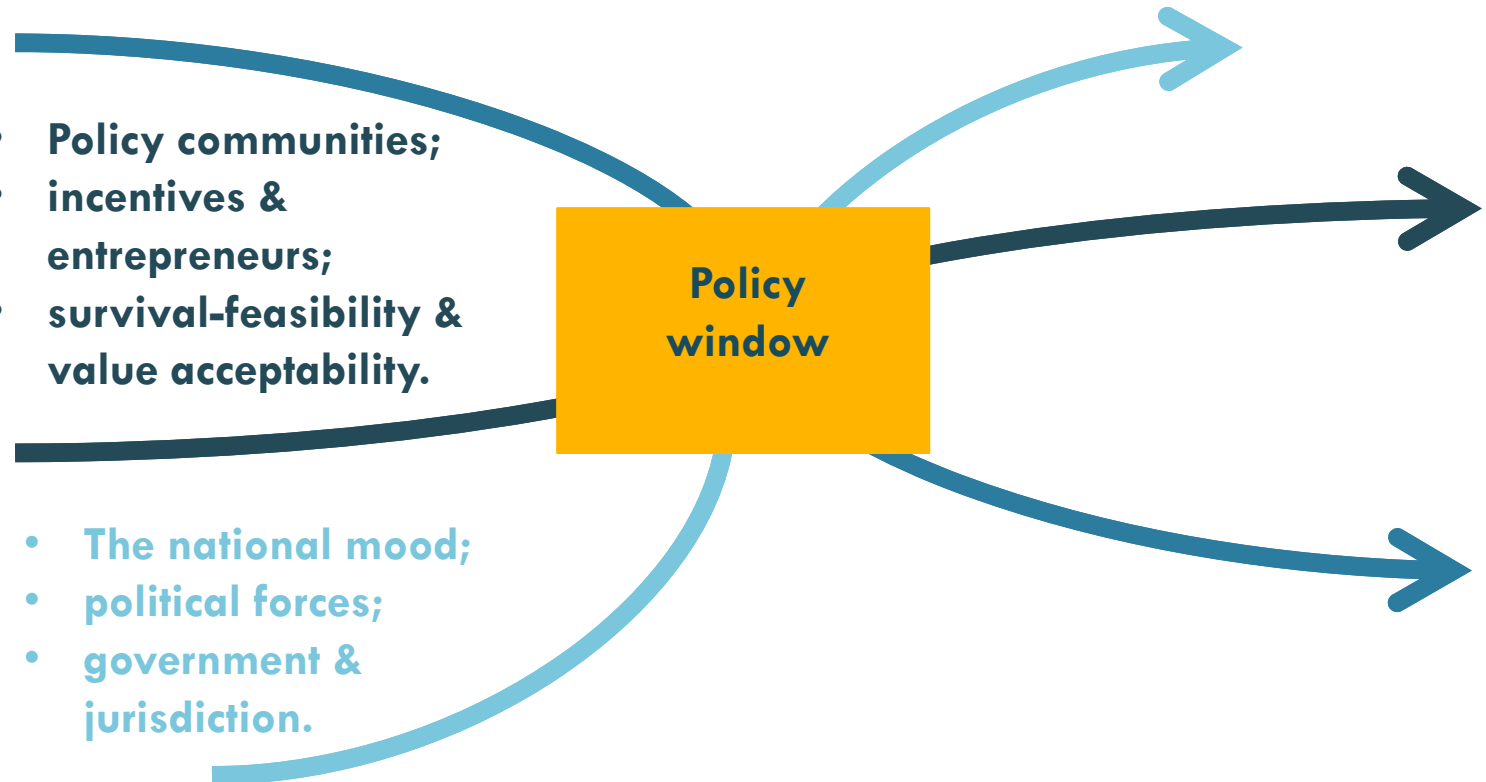 • Policy communities;
• incentives &
entrepreneurs;
• survival-feasibility &
value acceptability.
Policy
window
• The national mood;
• political forces;
• government &
jurisdiction.